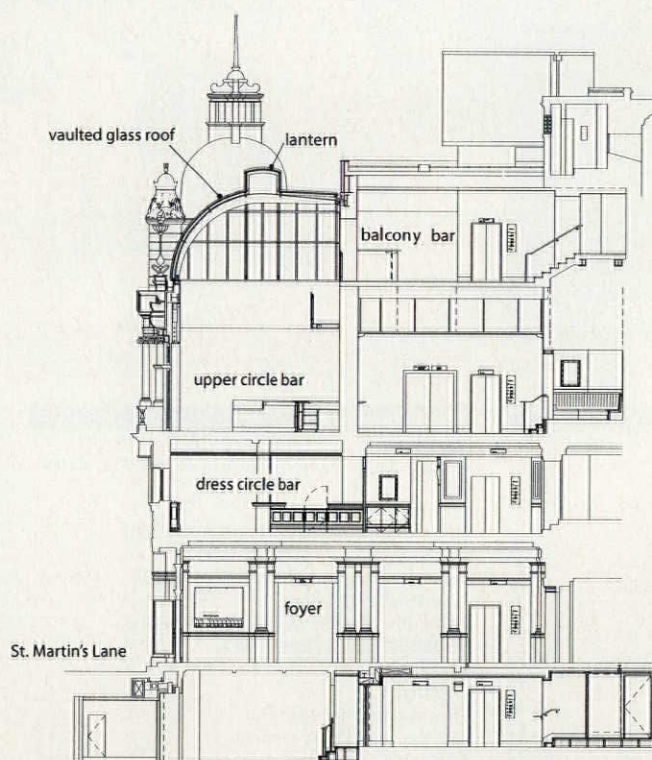 vaulted glass roof
lantern
balcony bar
upper circle bar
dress circle bar
foyer
St. Martin's Lane